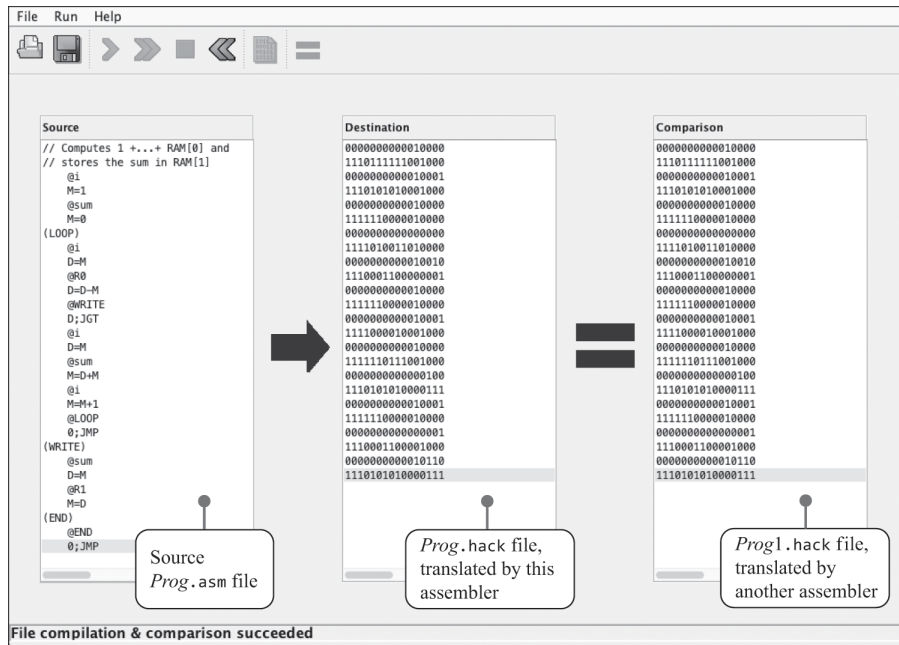 File Run Help
Source
// Computes 1 +...+ RAM[0] and
// stores the sum in RAM[1]
@i
M=1
@sum
M=0
(LOOP)
@i
D=M
@R0
D=D-M
@WRITE
D;JGT
@i
D=M
@sum
M=D+M
@i
M=M+1
@LOOP
0;JMP
(WRITE)
@sum
D=M
@R1
M=D
(END)
@END
0;JMP
Source
Prog.asm file
Destination
0000000000010000
1110111111001000
0000000000010001
1110101010001000
0000000000010000
1111110000010000
0000000000000000
1111010011010000
0000000000010010
1110001100000001
0000000000010000
1111110000010000
0000000000010001
1111000010001000
0000000000010000
1111110111001000
0000000000000100
1110101010000111
0000000000010001
1111110000010000
0000000000000001
1110001100001000
0000000000010110
1110101010000111
Prog.hack file,
translated by this
assembler
Comparison
0000000000010000
1110111111001000
0000000000010001
1110101010001000
0000000000010000
1111110000010000
0000000000000000
1111010011010000
0000000000010010
1110001100000001
0000000000010000
1111110000010000
0000000000010001
1111000010001000
0000000000010000
1111110111001000
0000000000000100
1110101010000111
0000000000010001
1111110000010000
0000000000000001
1110001100001000
0000000000010110
1110101010000111
Prog1.hack file,
translated by
another assembler
File compilation & comparison succeeded